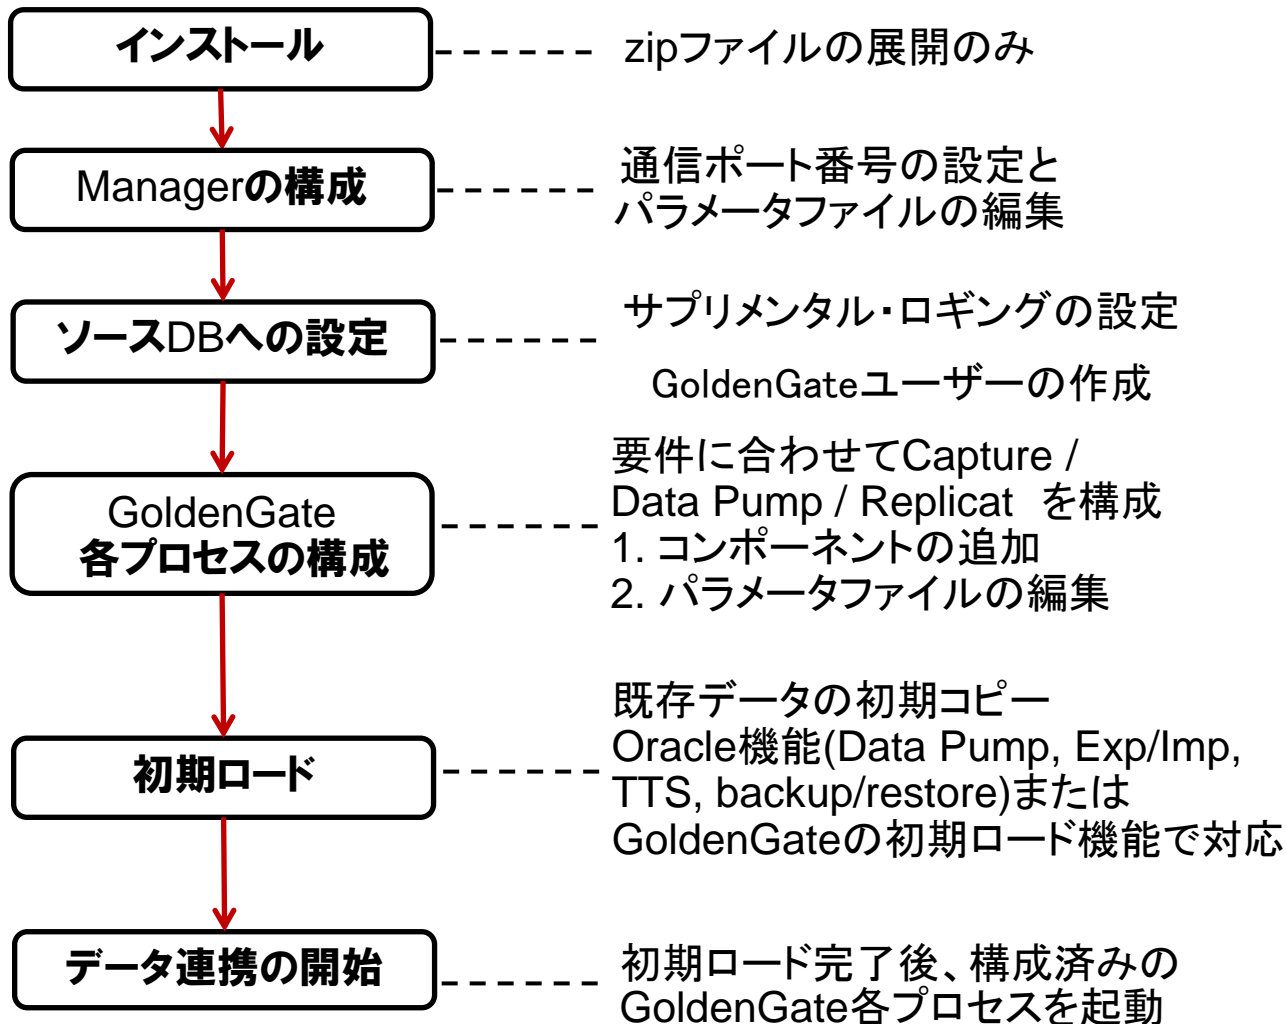 インストール
zipファイルの展開のみ
Managerの構成
通信ポート番号の設定と
パラメータファイルの編集
ソースDBへの設定
サプリメンタル・ロギングの設定
GoldenGateユーザーの作成
GoldenGate
各プロセスの構成
要件に合わせてCapture /
Data Pump / Replicat を構成
1. コンポーネントの追加
2. パラメータファイルの編集
初期ロード
既存データの初期コピー
Oracle機能(Data Pump, Exp/Imp,
TTS, backup/restore)または
GoldenGateの初期ロード機能で対応
データ連携の開始
初期ロード完了後、構成済みの
GoldenGate各プロセスを起動